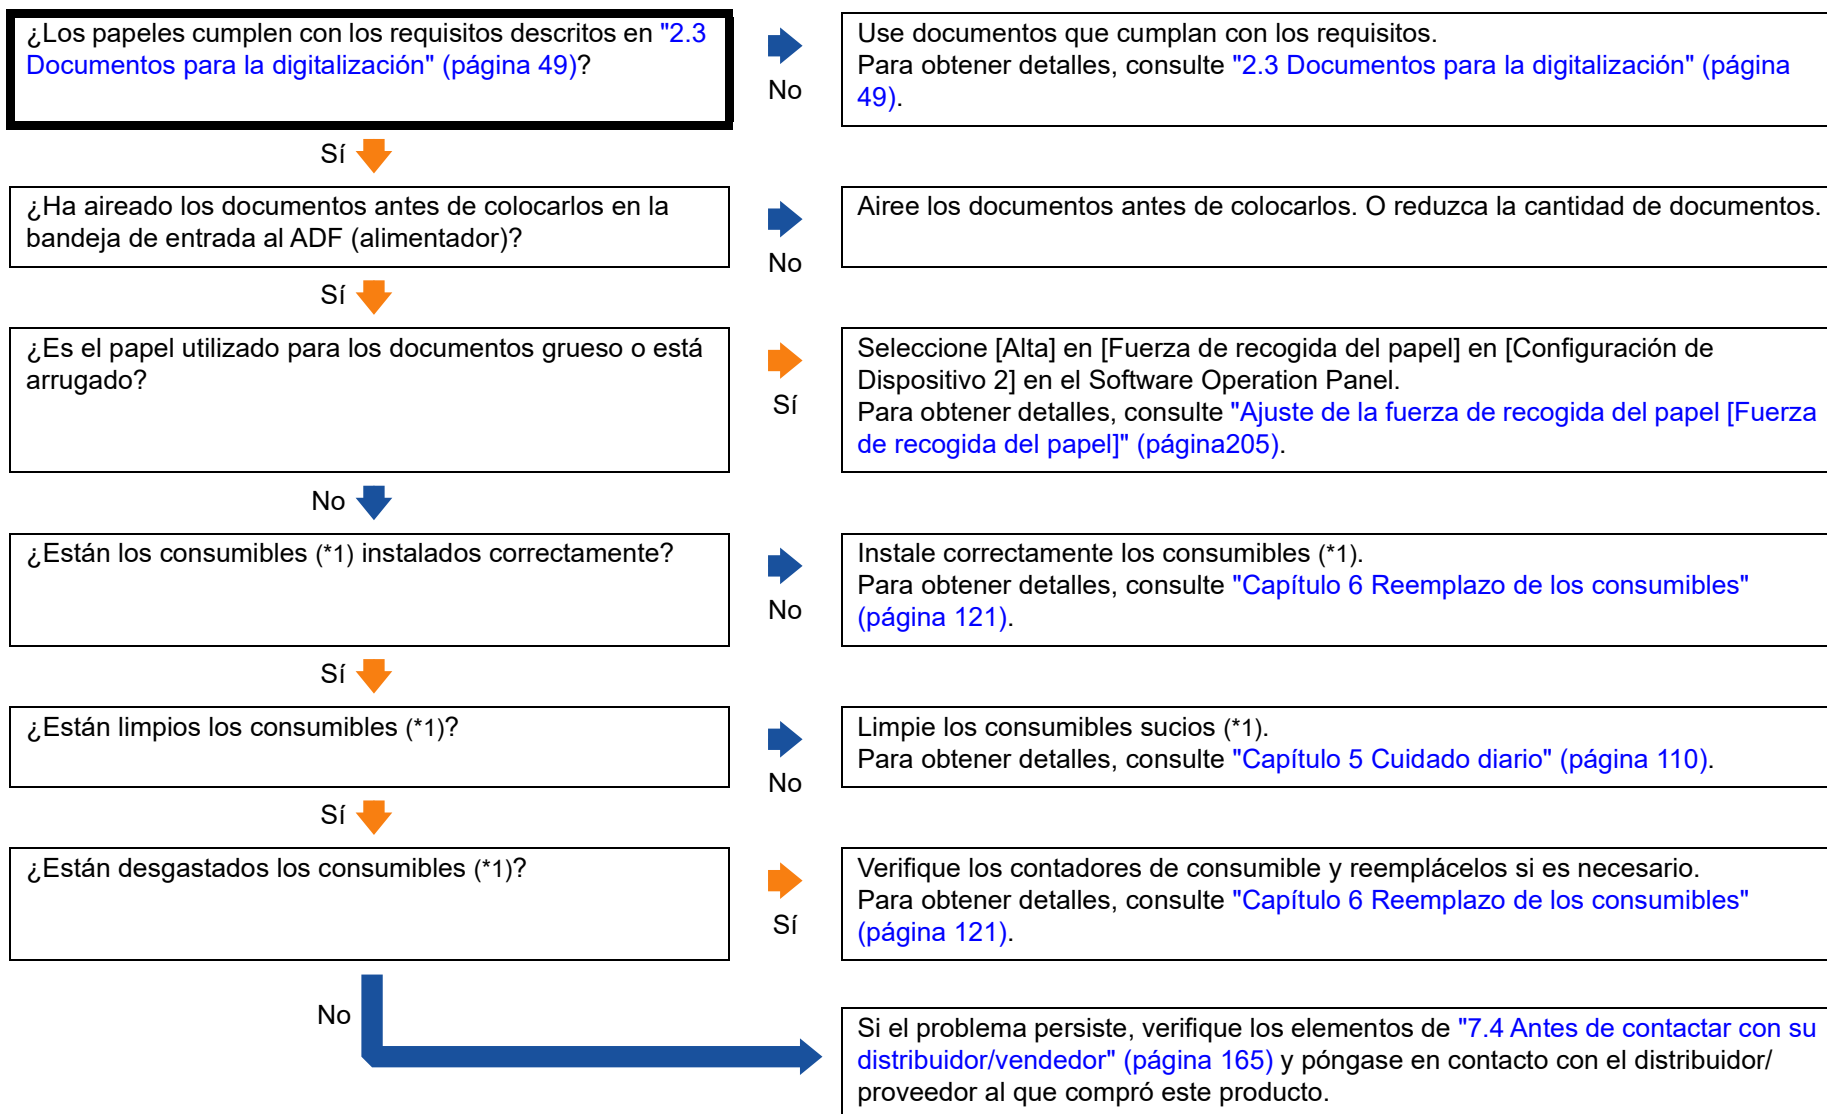 ¿Los papeles cumplen con los requisitos descritos en "2.3
Documentos para la digitalización" (página 49)?
No
Use documentos que cumplan con los requisitos.
Para obtener detalles, consulte "2.3 Documentos para la digitalización" (página
49).
Sí
¿Ha aireado los documentos antes de colocarlos en la
bandeja de entrada al ADF (alimentador)?
No
Airee los documentos antes de colocarlos. O reduzca la cantidad de documentos.
Sí
¿Es el papel utilizado para los documentos grueso o está
arrugado?
Sí
Seleccione [Alta] en [Fuerza de recogida del papel] en [Configuración de
Dispositivo 2] en el Software Operation Panel.
Para obtener detalles, consulte "Ajuste de la fuerza de recogida del papel [Fuerza
de recogida del papel]" (página205).
No
¿Están los consumibles (*1) instalados correctamente?
No
Instale correctamente los consumibles (*1).
Para obtener detalles, consulte "Capítulo 6 Reemplazo de los consumibles"
(página 121).
Sí
¿Están limpios los consumibles (*1)?
No
Limpie los consumibles sucios (*1).
Para obtener detalles, consulte "Capítulo 5 Cuidado diario" (página 110).
Sí
¿Están desgastados los consumibles (*1)?
Sí
Verifique los contadores de consumible y reemplácelos si es necesario.
Para obtener detalles, consulte "Capítulo 6 Reemplazo de los consumibles"
(página 121).
No
Si el problema persiste, verifique los elementos de "7.4 Antes de contactar con su
distribuidor/vendedor" (página 165) y póngase en contacto con el distribuidor/
proveedor al que compró este producto.